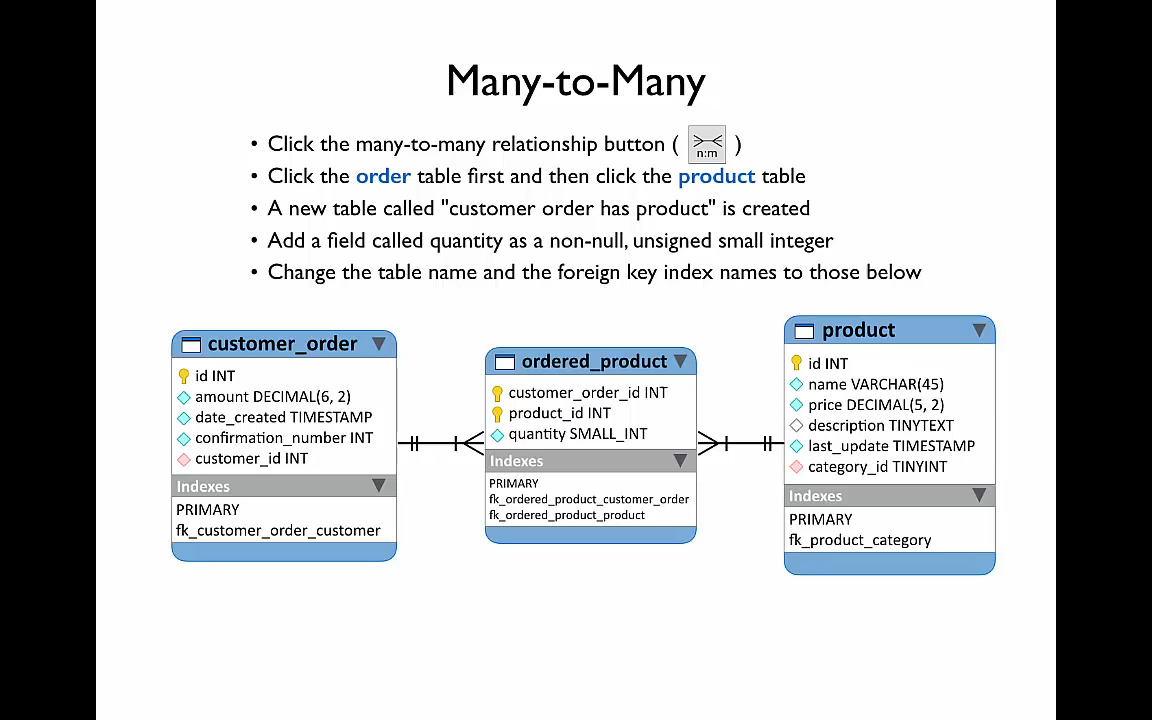 Many-to-Many
• Click the many-to-many relationship button ( n:m )
• Click the order table first and then click the product table
• A new table called "customer order has product" is created
• Add a field called quantity as a non-null, unsigned small integer
• Change the table name and the foreign key index names to those below
customer_order
id INT
amount DECIMAL(6, 2)
date_created TIMESTAMP
confirmation_number INT
customer_id INT
Indexes
PRIMARY
fk_customer_order_customer
ordered_product
customer_order_id INT
product_id INT
quantity SMALL_INT
Indexes
PRIMARY
fk_ordered_product_customer_order
fk_ordered_product_product
product
id INT
name VARCHAR(45)
price DECIMAL(5, 2)
description TINYTEXT
last_update TIMESTAMP
category_id TINYINT
Indexes
PRIMARY
fk_product_category